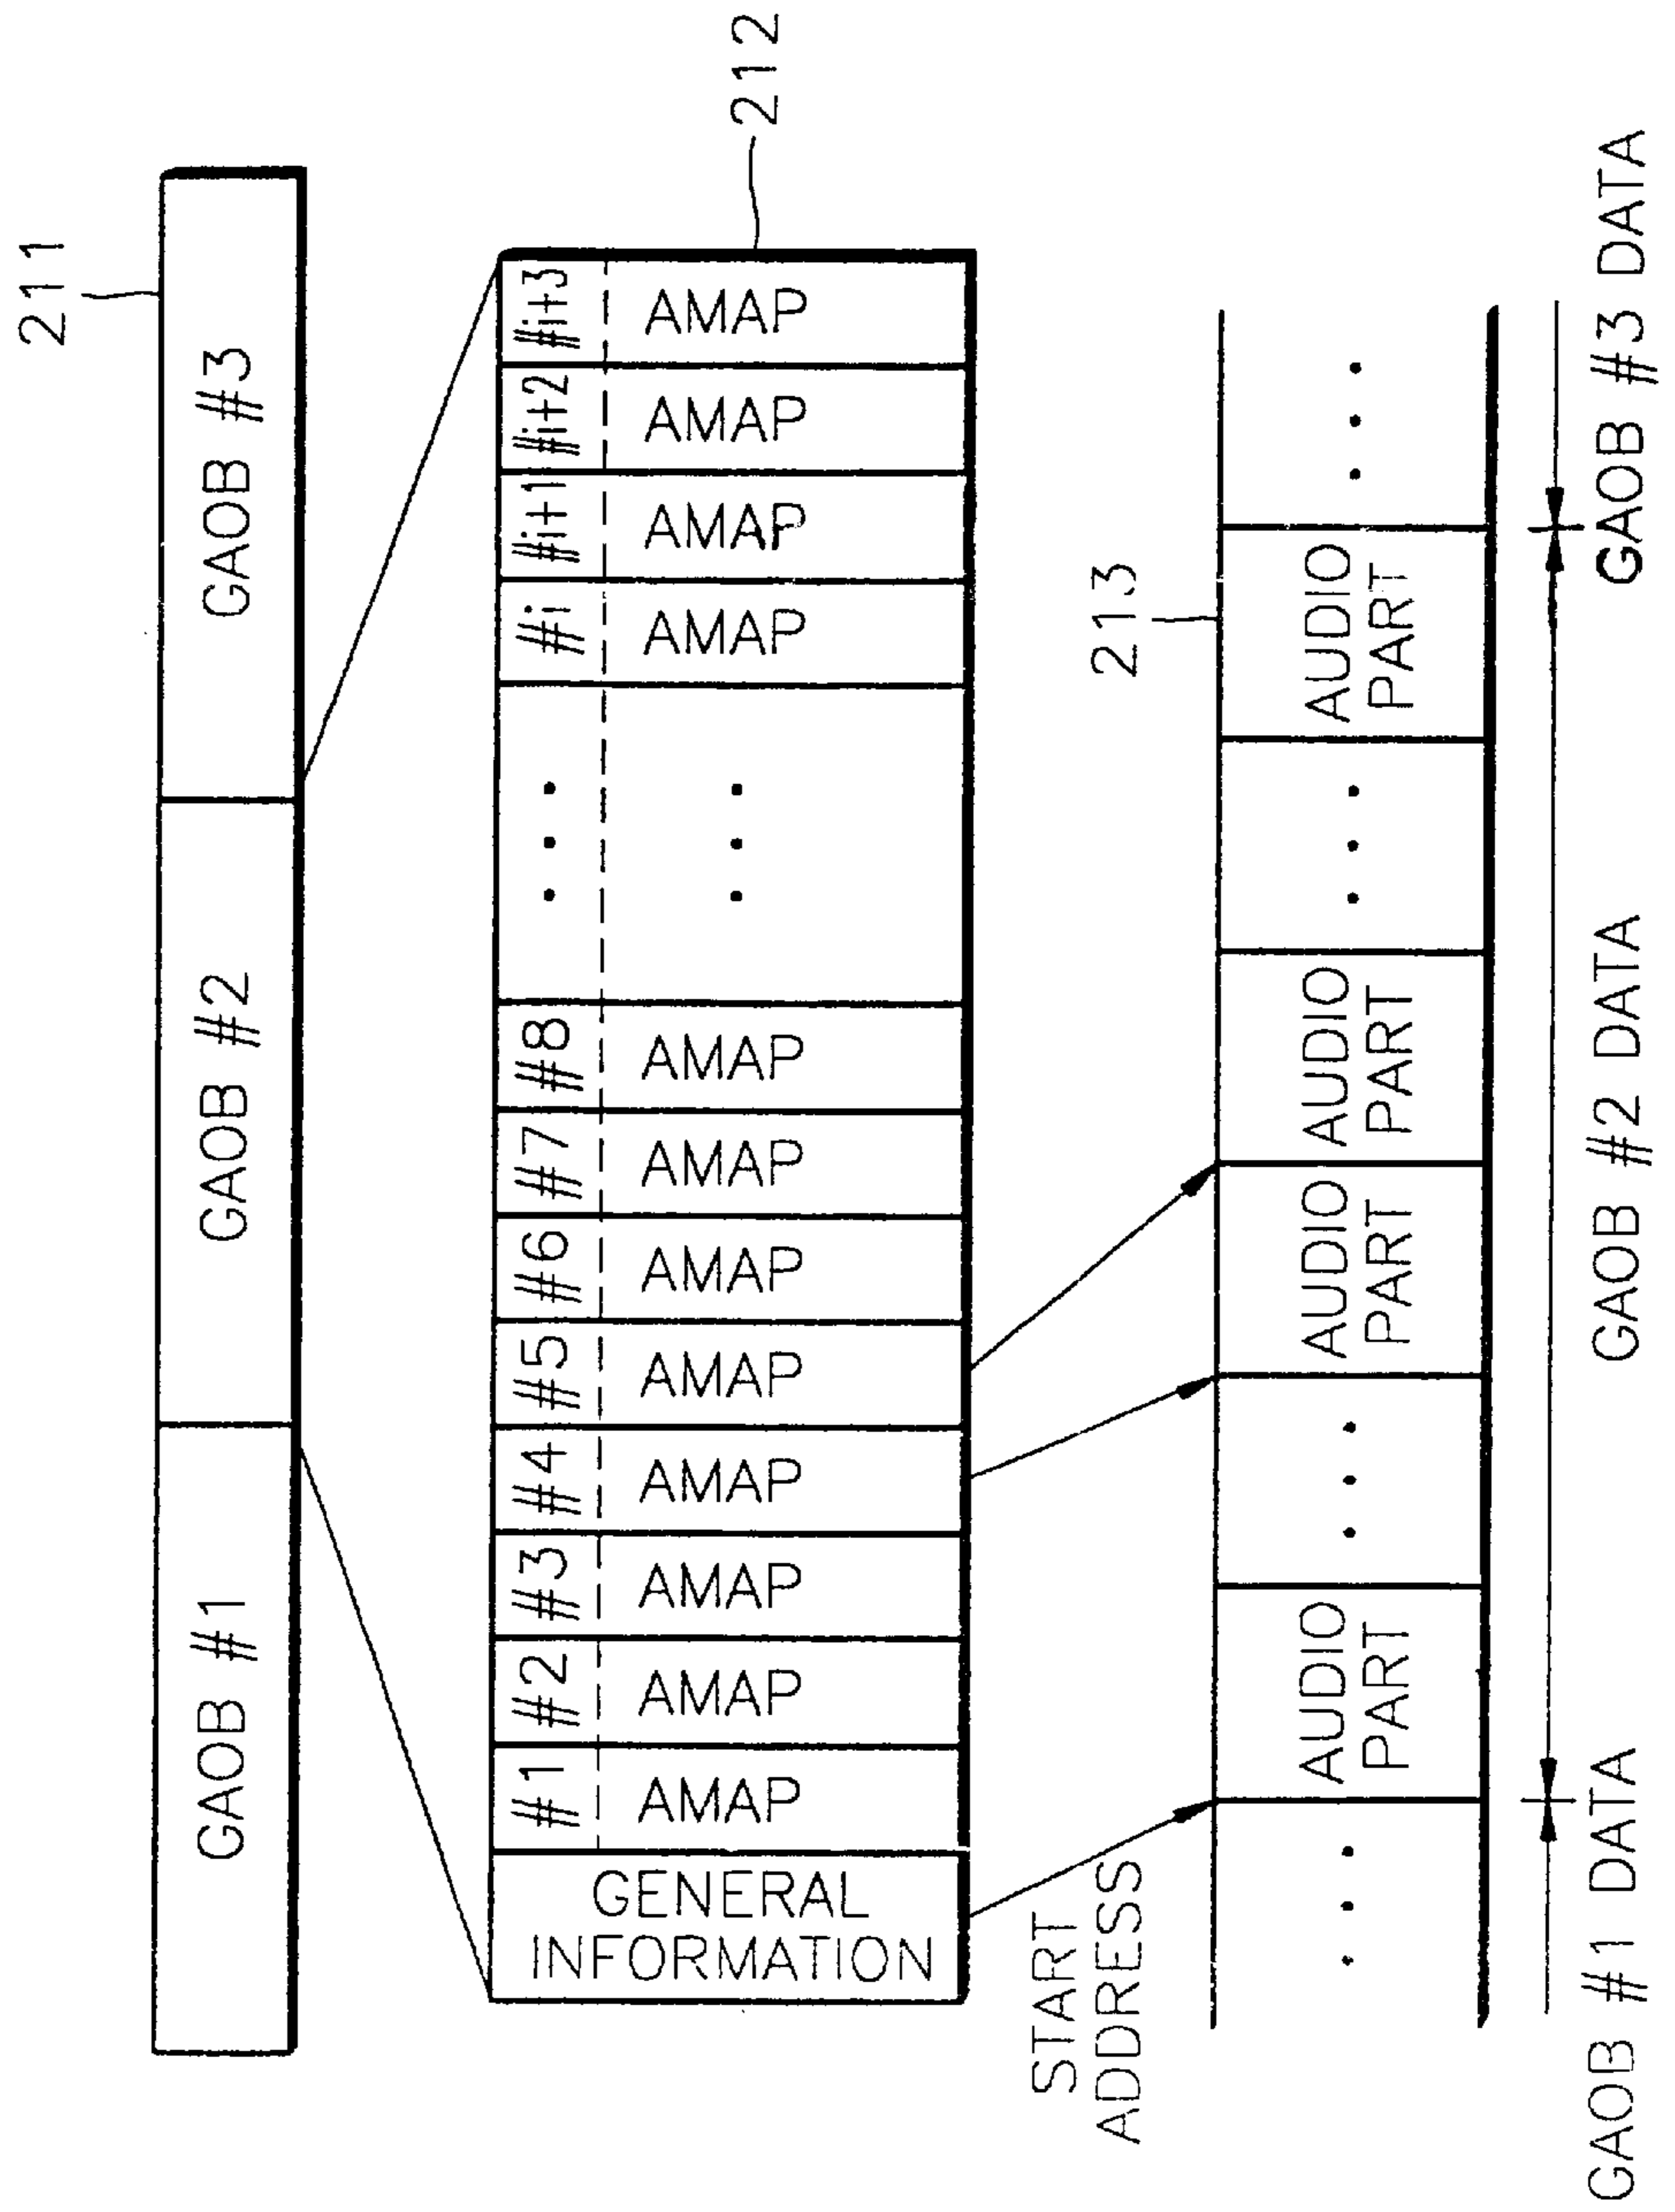 211
GAOB #1
GAOB #2
GAOB #3
212
GENERAL
INFORMATION
#1
#2
#3
#4
#5
#6
#7
#8
. . .
#i
#i+1
#i+2
#i+3
AMAP
AMAP
AMAP
AMAP
AMAP
AMAP
AMAP
AMAP
. . .
AMAP
AMAP
AMAP
AMAP
START
ADDRESS
213
. . .
AUDIO
PART
. . .
AUDIO
PART
AUDIO
PART
. . .
AUDIO
PART
. . .
GAOB #1 DATA
GAOB #2 DATA
GAOB #3 DATA